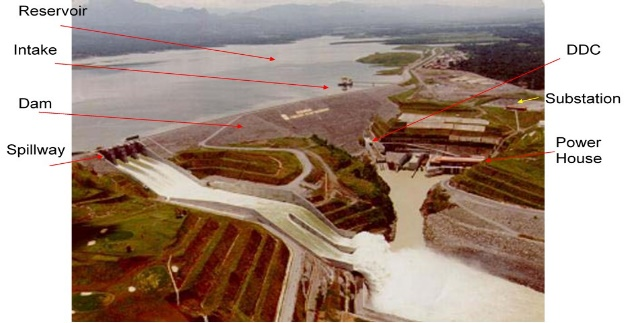 Reservoir
Intake
Dam
Spillway
DDC
Substation
Power
House